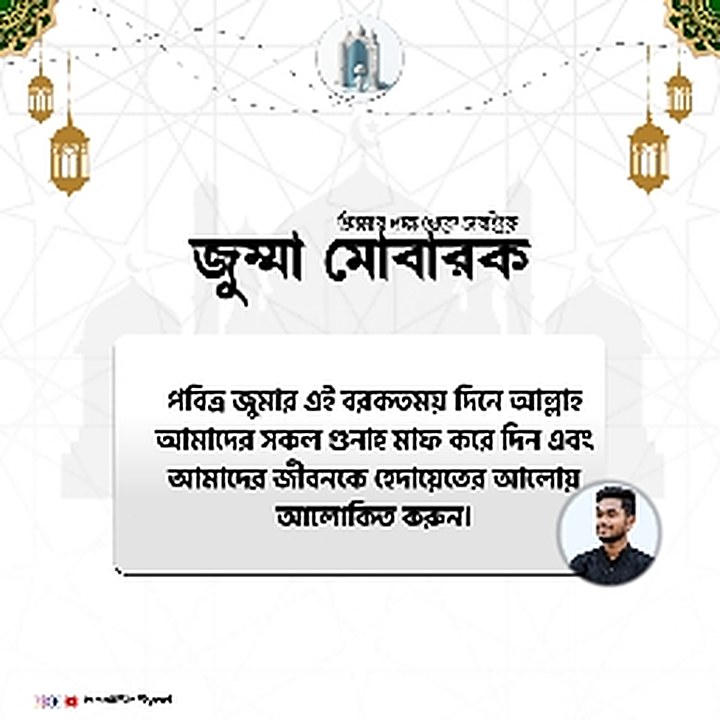 জুম্মা মোবারক
পবিত্র জুমার এই বরকতময় দিনে আল্লাহ
আমাদের সকল গুনাহ মাফ করে দিন এবং
আমাদের জীবনকে হেদায়েতের আলোয়
আলোকিত করুন।